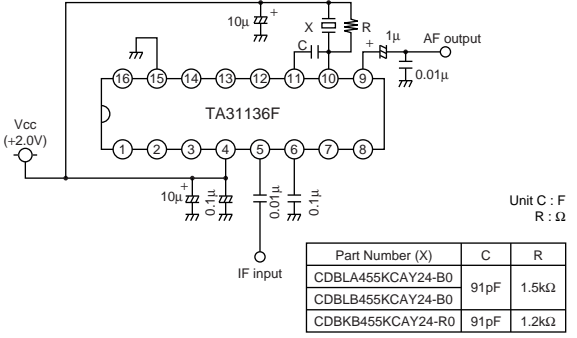 10μ
+
X
R
C
1μ
+
AF output
0.01μ
16 15 14 13 12 11 10 9
TA31136F
1 2 3 4 5 6 7 8
Vcc
(+2.0V)
10μ
+
0.1μ
0.01μ
0.1μ
IF input
Unit C : F
R : Ω
Part Number (X) C R
CDBLA455KCAY24-B0 91pF 1.5kΩ
CDBLB455KCAY24-B0
CDBKB455KCAY24-R0 91pF 1.2kΩ